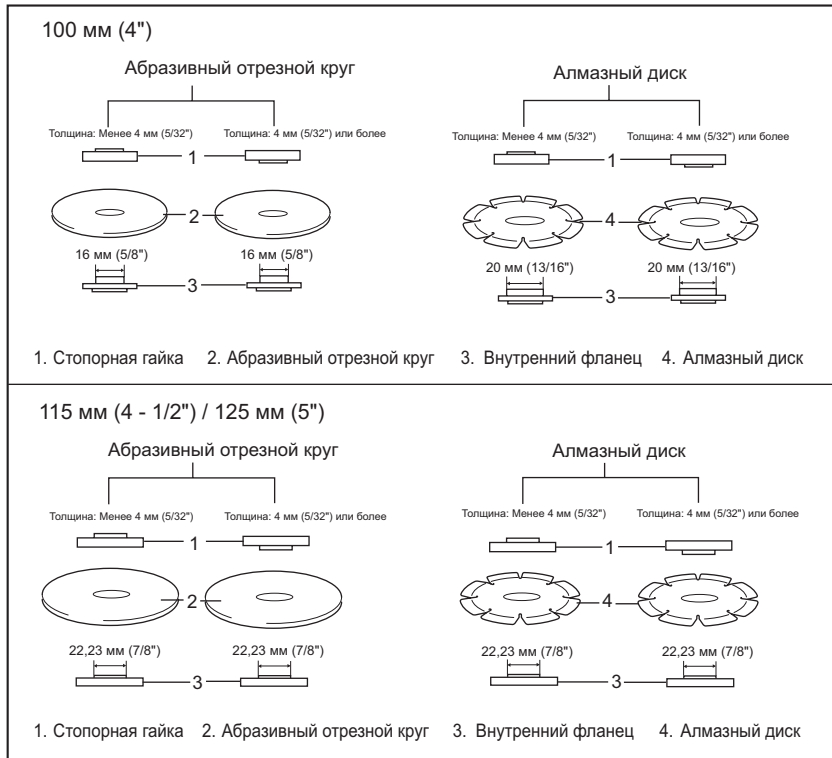 100 мм (4")
Абразивный отрезной круг
Алмазный диск
Толщина: Менее 4 мм (5/32") Толщина: 4 мм (5/32") или более
Толщина: Менее 4 мм (5/32") Толщина: 4 мм (5/32") или более
1
1
2
4
16 мм (5/8") 16 мм (5/8")
20 мм (13/16") 20 мм (13/16")
3
3
1. Стопорная гайка 2. Абразивный отрезной круг 3. Внутренний фланец 4. Алмазный диск
115 мм (4 - 1/2") / 125 мм (5")
Абразивный отрезной круг
Алмазный диск
Толщина: Менее 4 мм (5/32") Толщина: 4 мм (5/32") или более
Толщина: Менее 4 мм (5/32") Толщина: 4 мм (5/32") или более
1
1
2
4
22,23 мм (7/8") 22,23 мм (7/8")
22,23 мм (7/8") 22,23 мм (7/8")
3
3
1. Стопорная гайка 2. Абразивный отрезной круг 3. Внутренний фланец 4. Алмазный диск